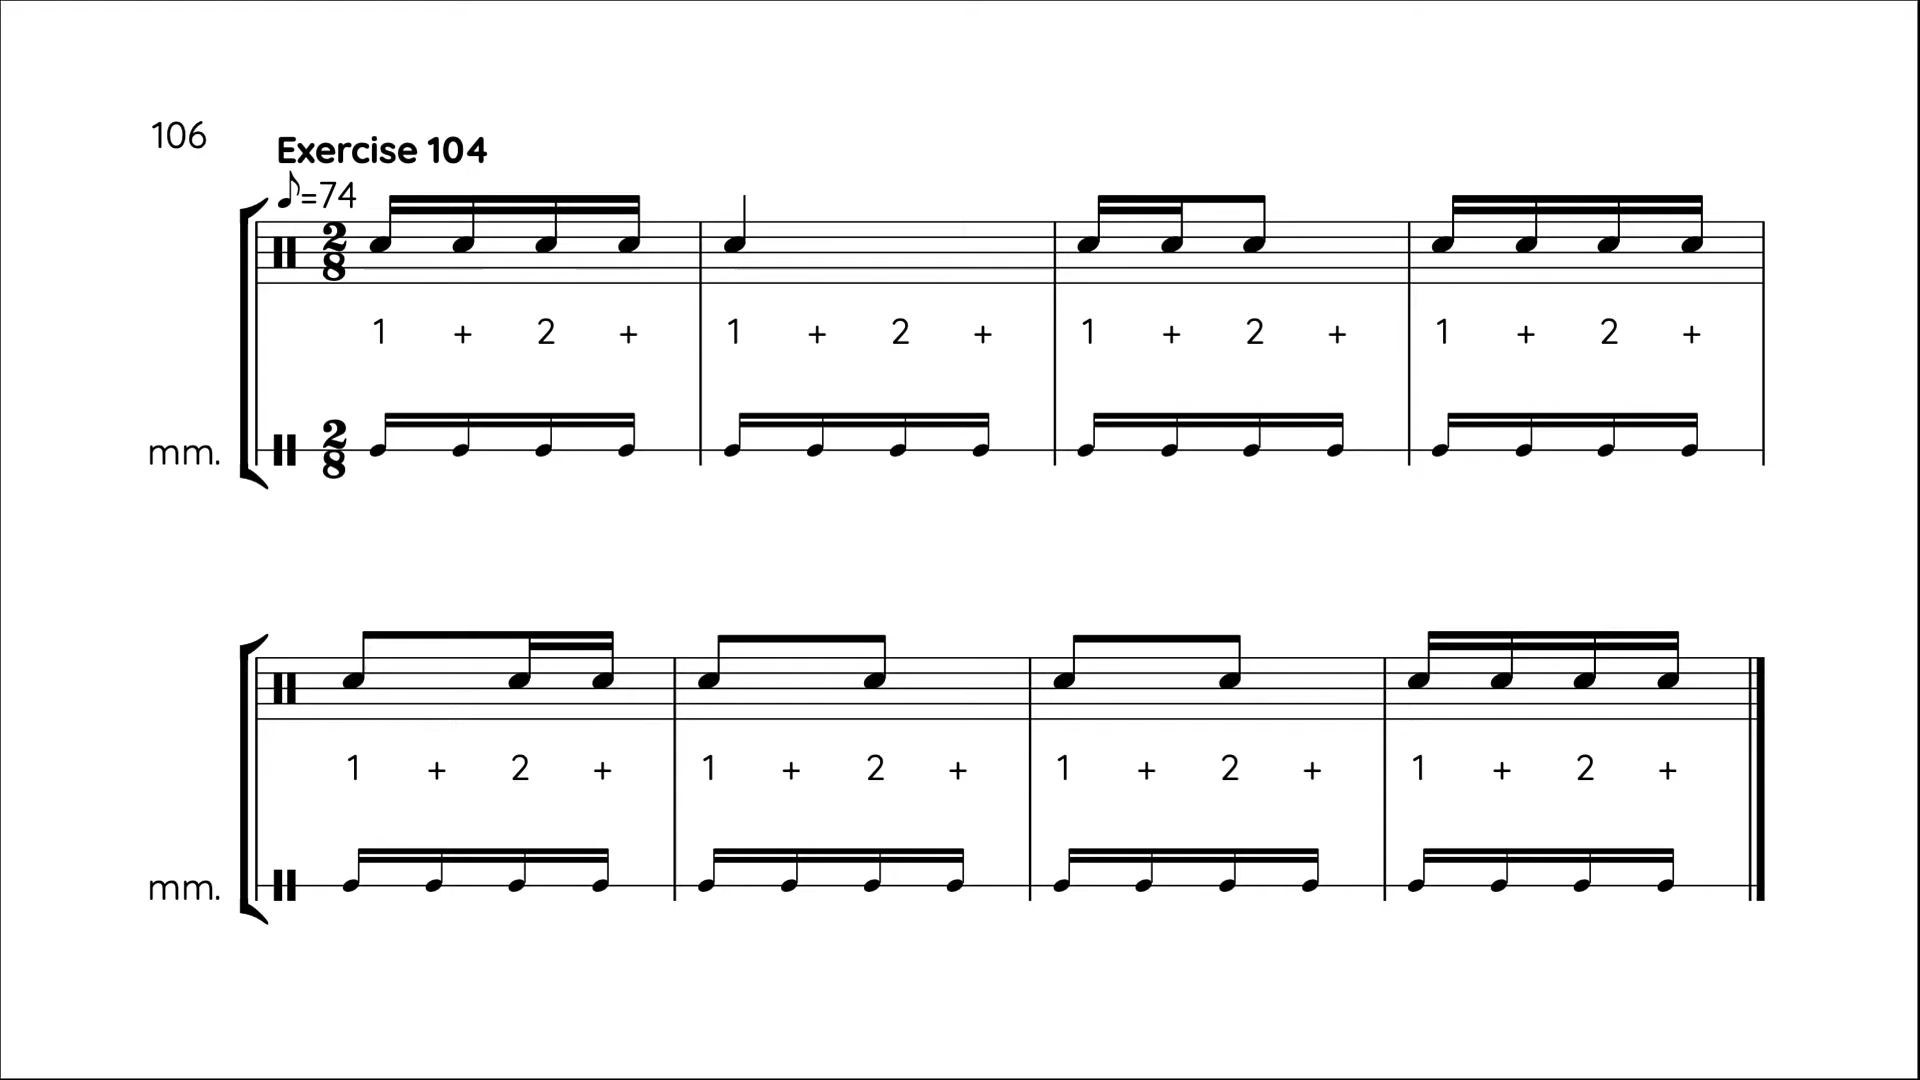 106
Exercise 104
♪=74
2
8
1 + 2 + 1 + 2 + 1 + 2 + 1 + 2 +
mm.
2
8
1 + 2 + 1 + 2 + 1 + 2 + 1 + 2 +
mm.